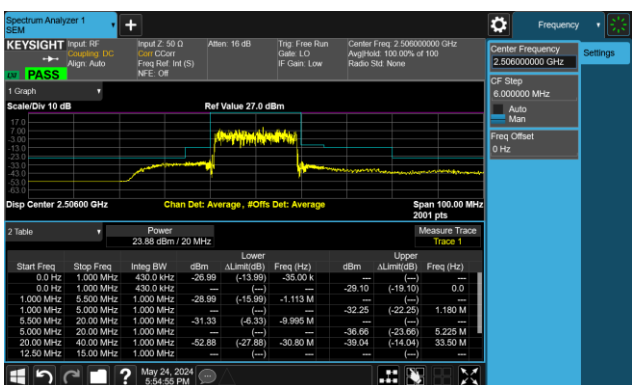 Spectrum Analyzer 1
SEM
Frequency
KEYSIGHT
Input: RF
Coupling: DC
Align: Auto
Input Z: 50 Ω
Corr CCorr
Freq Ref: Int (S)
NFE: Off
Atten: 16 dB
Trig: Free Run
Gate: LO
IF Gain: Low
Center Freq: 2.506000000 GHz
Avg|Hold: 100.00% of 100
Radio Std: None
PASS
Center Frequency
2.506000000 GHz
Settings
CF Step
6.000000 MHz
Auto
Man
Freq Offset
0 Hz
1 Graph
Scale/Div 10 dB
Ref Value 27.0 dBm
17.0
7.00
-3.00
-13.0
-23.0
-33.0
-43.0
-53.0
-63.0
Disp Center 2.50600 GHz
Chan Det: Average, #Offs Det: Average
Span 100.00 MHz
2001 pts
2 Table
Power
23.88 dBm / 20 MHz
Measure Trace
Trace 1
Lower Upper
Start Freq Stop Freq Integ BW dBm ΔLimit(dB) Freq (Hz) dBm ΔLimit(dB) Freq (Hz)
0.0 Hz 1.000 MHz 430.0 kHz -26.99 (-13.99) -35.00 k --- (---) ---
0.0 Hz 1.000 MHz 430.0 kHz --- (---) --- -29.10 (-19.10) 0.0
1.000 MHz 5.500 MHz 1.000 MHz -28.99 (-15.99) -1.113 M --- (---) ---
1.000 MHz 5.000 MHz 1.000 MHz --- (---) --- -32.25 (-22.25) 1.180 M
5.500 MHz 20.00 MHz 1.000 MHz -31.33 (-6.33) -9.995 M --- (---) ---
5.000 MHz 20.00 MHz 1.000 MHz --- (---) --- -36.66 (-23.66) 5.225 M
20.00 MHz 40.00 MHz 1.000 MHz -52.88 (-27.88) -30.80 M -39.04 (-14.04) 33.50 M
12.50 MHz 15.00 MHz 1.000 MHz --- (---) --- --- (---) ---
May 24, 2024
5:54:55 PM